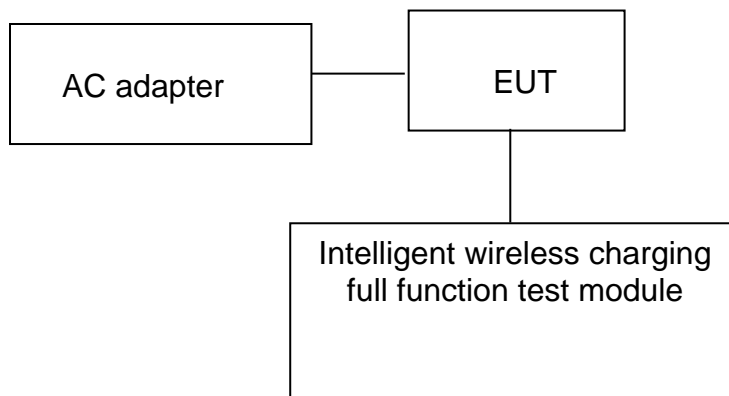 AC adapter
EUT
Intelligent wireless charging
full function test module